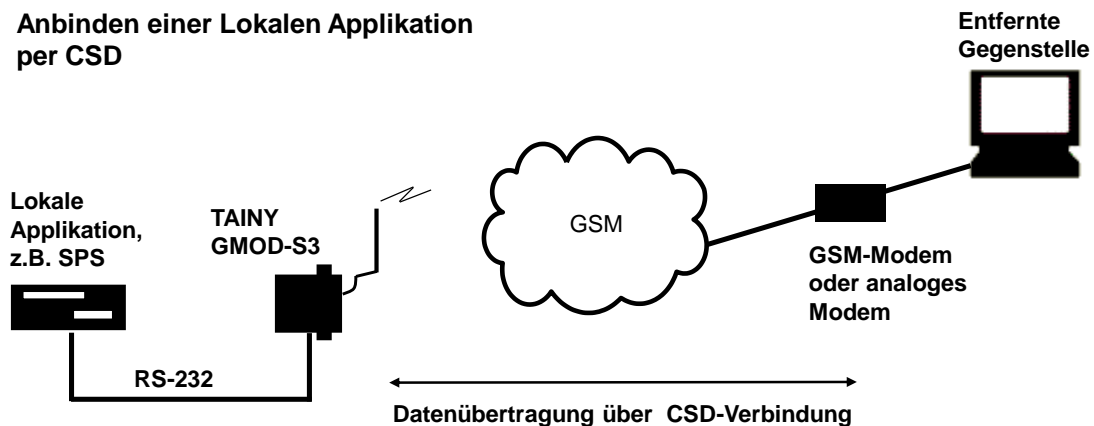 Anbinden einer Lokalen Applikation
per CSD
Entfernte
Gegenstelle
Lokale
Applikation,
z.B. SPS
TAINY
GMOD-S3
GSM
GSM-Modem
oder analoges
Modem
RS-232
Datenübertragung über CSD-Verbindung